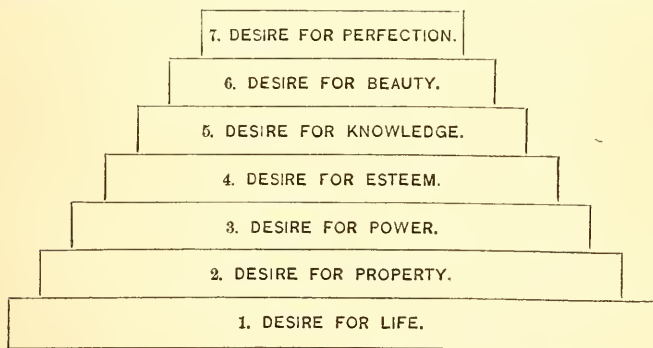 7. DESIRE FOR PERFECTION.
6. DESIRE FOR BEAUTY.
5. DESIRE FOR KNOWLEDGE.
4. DESIRE FOR ESTEEM.
3. DESIRE FOR POWER.
2. DESIRE FOR PROPERTY.
1. DESIRE FOR LIFE.